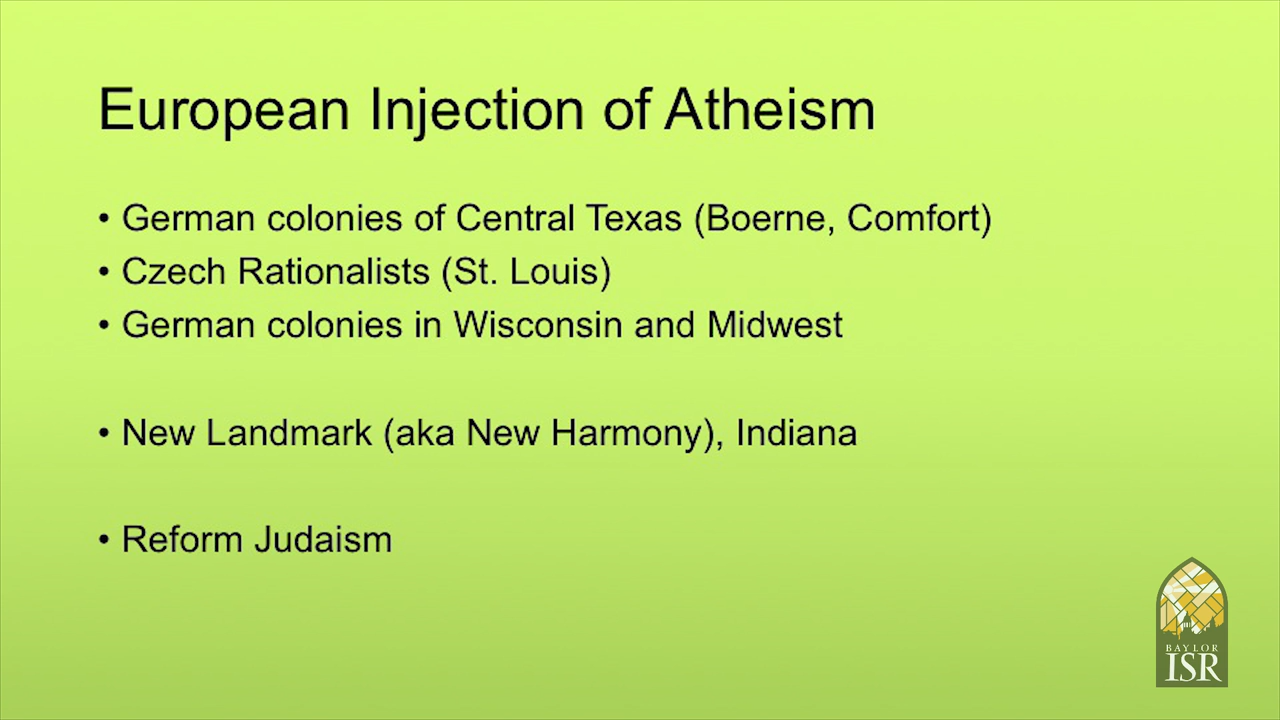 European Injection of Atheism
• German colonies of Central Texas (Boerne, Comfort)
• Czech Rationalists (St. Louis)
• German colonies in Wisconsin and Midwest
• New Landmark (aka New Harmony), Indiana
• Reform Judaism
BAYLOR
ISR